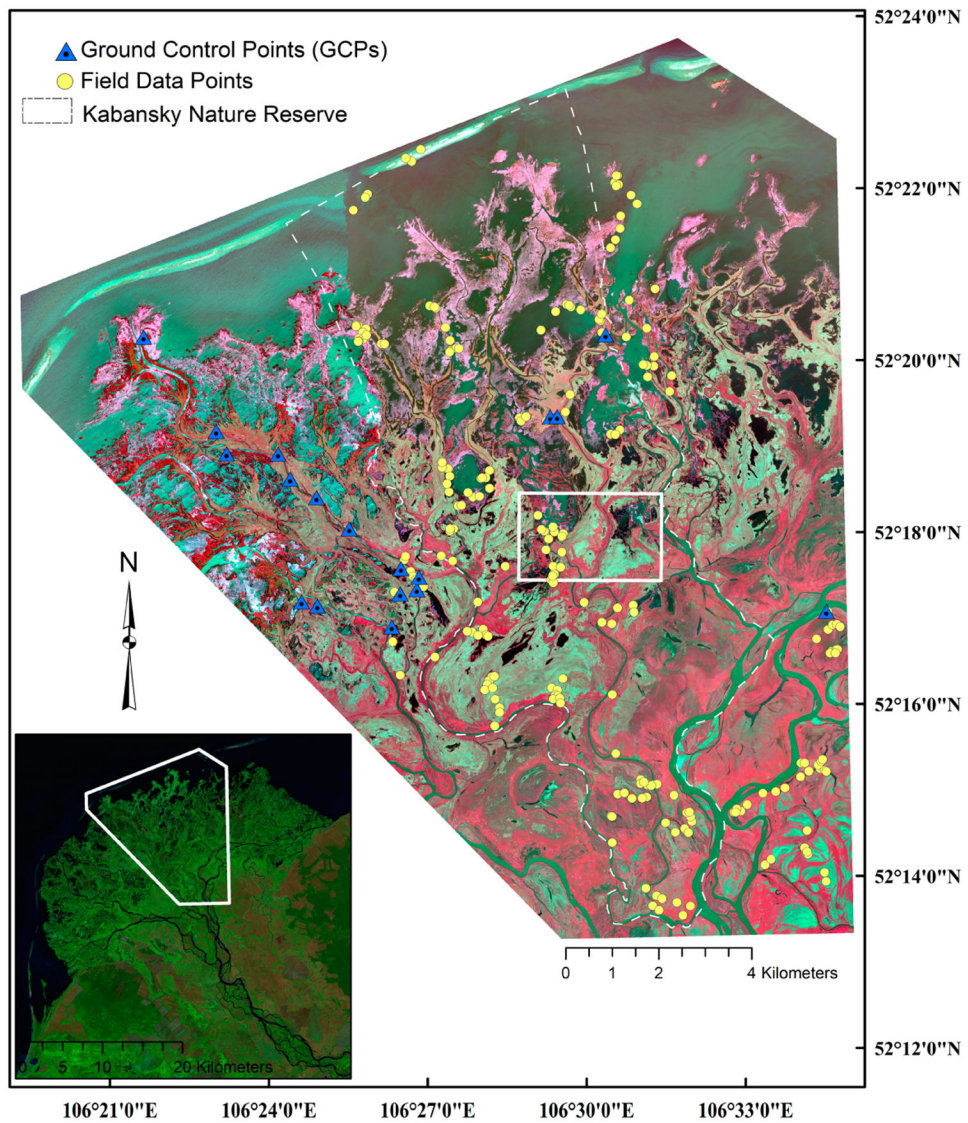 Ground Control Points (GCPs)
Field Data Points
Kabansky Nature Reserve
52°24'0"N
52°22'0"N
52°20'0"N
52°18'0"N
52°16'0"N
52°14'0"N
52°12'0"N
N
0 1 2 4 Kilometers
0 5 10 20 Kilometers
106°21'0"E 106°24'0"E 106°27'0"E 106°30'0"E 106°33'0"E